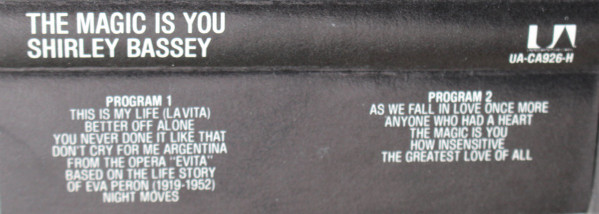 THE MAGIC IS YOU
SHIRLEY BASSEY
UA
UA-CA926-H
PROGRAM 1
THIS IS MY LIFE (LA VITA)
BETTER OFF ALONE
YOU NEVER DONE IT LIKE THAT
DON'T CRY FOR ME ARGENTINA
FROM THE OPERA "EVITA"
BASED ON THE LIFE STORY
OF EVA PERON (1919-1952)
NIGHT MOVES
PROGRAM 2
AS WE FALL IN LOVE ONCE MORE
ANYONE WHO HAD A HEART
THE MAGIC IS YOU
HOW INSENSITIVE
THE GREATEST LOVE OF ALL